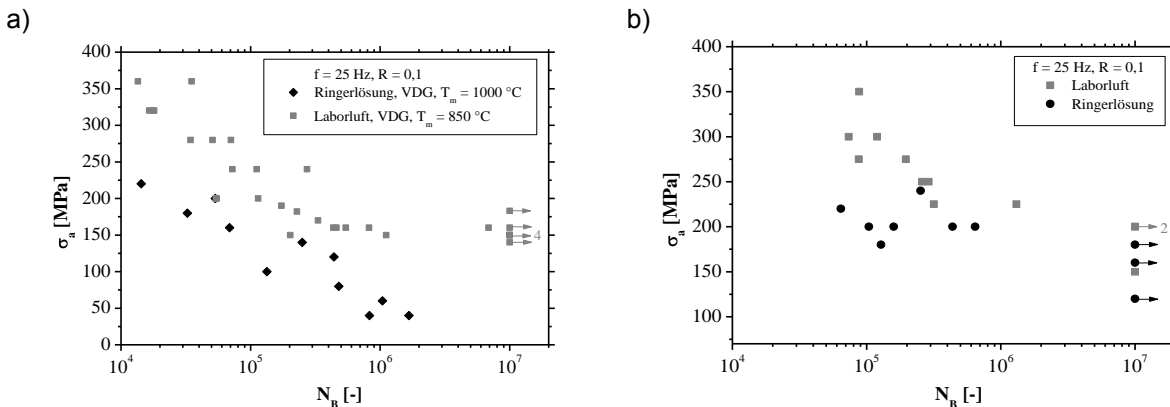 a)
400
350
300
250
200
150
100
50
0
σa [MPa]
f = 25 Hz, R = 0,1
Ringerlösung, VDG, Tm = 1000 °C
Laborluft, VDG, Tm = 850 °C
4
10^4
10^5
10^6
10^7
NB [-]
b)
400
350
300
250
200
150
100
σa [MPa]
f = 25 Hz, R = 0,1
Laborluft
Ringerlösung
2
10^4
10^5
10^6
10^7
NB [-]